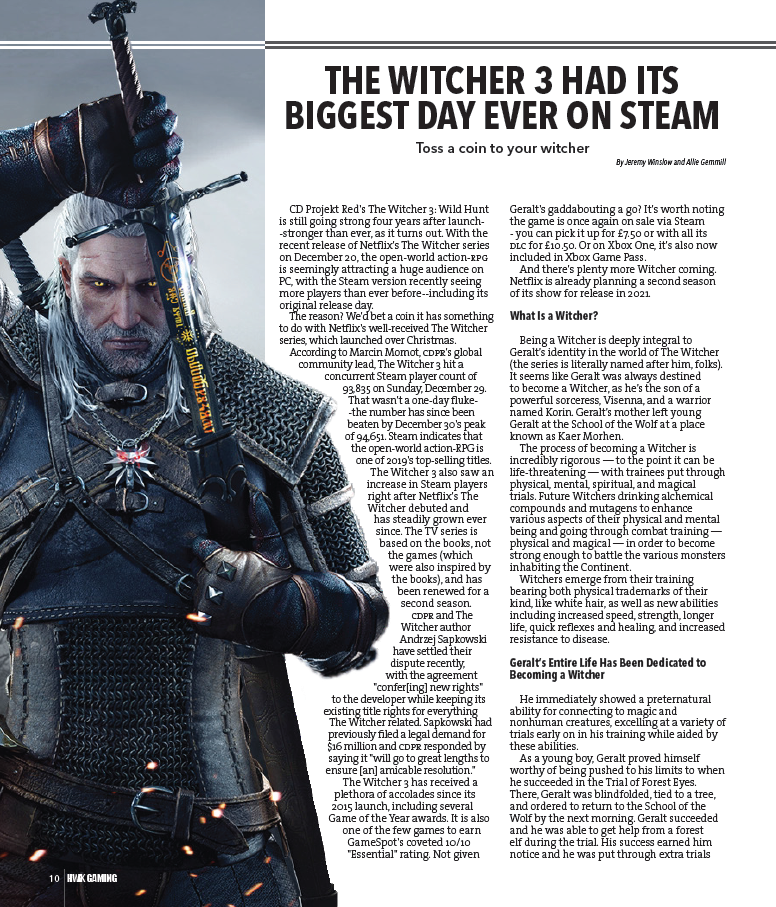 THE WITCHER 3 HAD ITS
BIGGEST DAY EVER ON STEAM
Toss a coin to your witcher
By Jeremy Winslow and Allie Gemmill
CD Projekt Red's The Witcher 3: Wild Hunt
is still going strong four years after launch-
-stronger than ever, as it turns out. With the
recent release of Netflix's The Witcher series
on December 20, the open-world action-RPG
is seemingly attracting a huge audience on
PC, with the Steam version recently seeing
more players than ever before--including its
original release day.
The reason? We'd bet a coin it has something
to do with Netflix's well-received The Witcher
series, which launched over Christmas.
According to Marcin Momot, CDPR's global
community lead, The Witcher 3 hit a
concurrent Steam player count of
93,835 on Sunday, December 29.
That wasn't a one-day fluke-
-the number has since been
beaten by December 30's peak
of 94,651. Steam indicates that
the open-world action-RPG is
one of 2019's top-selling titles.
The Witcher 3 also saw an
increase in Steam players
right after Netflix's The
Witcher debuted and
has steadily grown ever
since. The TV series is
based on the books, not
the games (which
were also inspired by
the books), and has
been renewed for a
second season.
CDPR and The
Witcher author
Andrzej Sapkowski
have settled their
dispute recently,
with the agreement
"confer[ing] new rights"
to the developer while keeping its
existing title rights for everything
The Witcher related. Sapkowski had
previously filed a legal demand for
$16 million and CDPR responded by
saying it "will go to great lengths to
ensure [an] amicable resolution."
The Witcher 3 has received a
plethora of accolades since its
2015 launch, including several
Game of the Year awards. It is also
one of the few games to earn
GameSpot's coveted 10/10
"Essential" rating. Not given
Geralt's gaddabouting a go? It's worth noting
the game is once again on sale via Steam
- you can pick it up for £7.50 or with all its
DLC for £10.50. Or on Xbox One, it's also now
included in Xbox Game Pass.
And there's plenty more Witcher coming.
Netflix is already planning a second season
of its show for release in 2021.
What Is a Witcher?
Being a Witcher is deeply integral to
Geralt's identity in the world of The Witcher
(the series is literally named after him, folks).
It seems like Geralt was always destined
to become a Witcher, as he's the son of a
powerful sorceress, Visenna, and a warrior
named Korin. Geralt's mother left young
Geralt at the School of the Wolf at a place
known as Kaer Morhen.
The process of becoming a Witcher is
incredibly rigorous — to the point it can be
life-threatening — with trainees put through
physical, mental, spiritual, and magical
trials. Future Witchers drinking alchemical
compounds and mutagens to enhance
various aspects of their physical and mental
being and going through combat training —
physical and magical — in order to become
strong enough to battle the various monsters
inhabiting the Continent.
Witchers emerge from their training
bearing both physical trademarks of their
kind, like white hair, as well as new abilities
including increased speed, strength, longer
life, quick reflexes and healing, and increased
resistance to disease.
Geralt's Entire Life Has Been Dedicated to
Becoming a Witcher
He immediately showed a preternatural
ability for connecting to magic and
nonhuman creatures, excelling at a variety of
trials early on in his training while aided by
these abilities.
As a young boy, Geralt proved himself
worthy of being pushed to his limits to when
he succeeded in the Trial of Forest Eyes.
There, Geralt was blindfolded, tied to a tree,
and ordered to return to the School of the
Wolf by the next morning. Geralt succeeded
and he was able to get help from a forest
elf during the trial. His success earned him
notice and he was put through extra trials
10 HWK GAMING